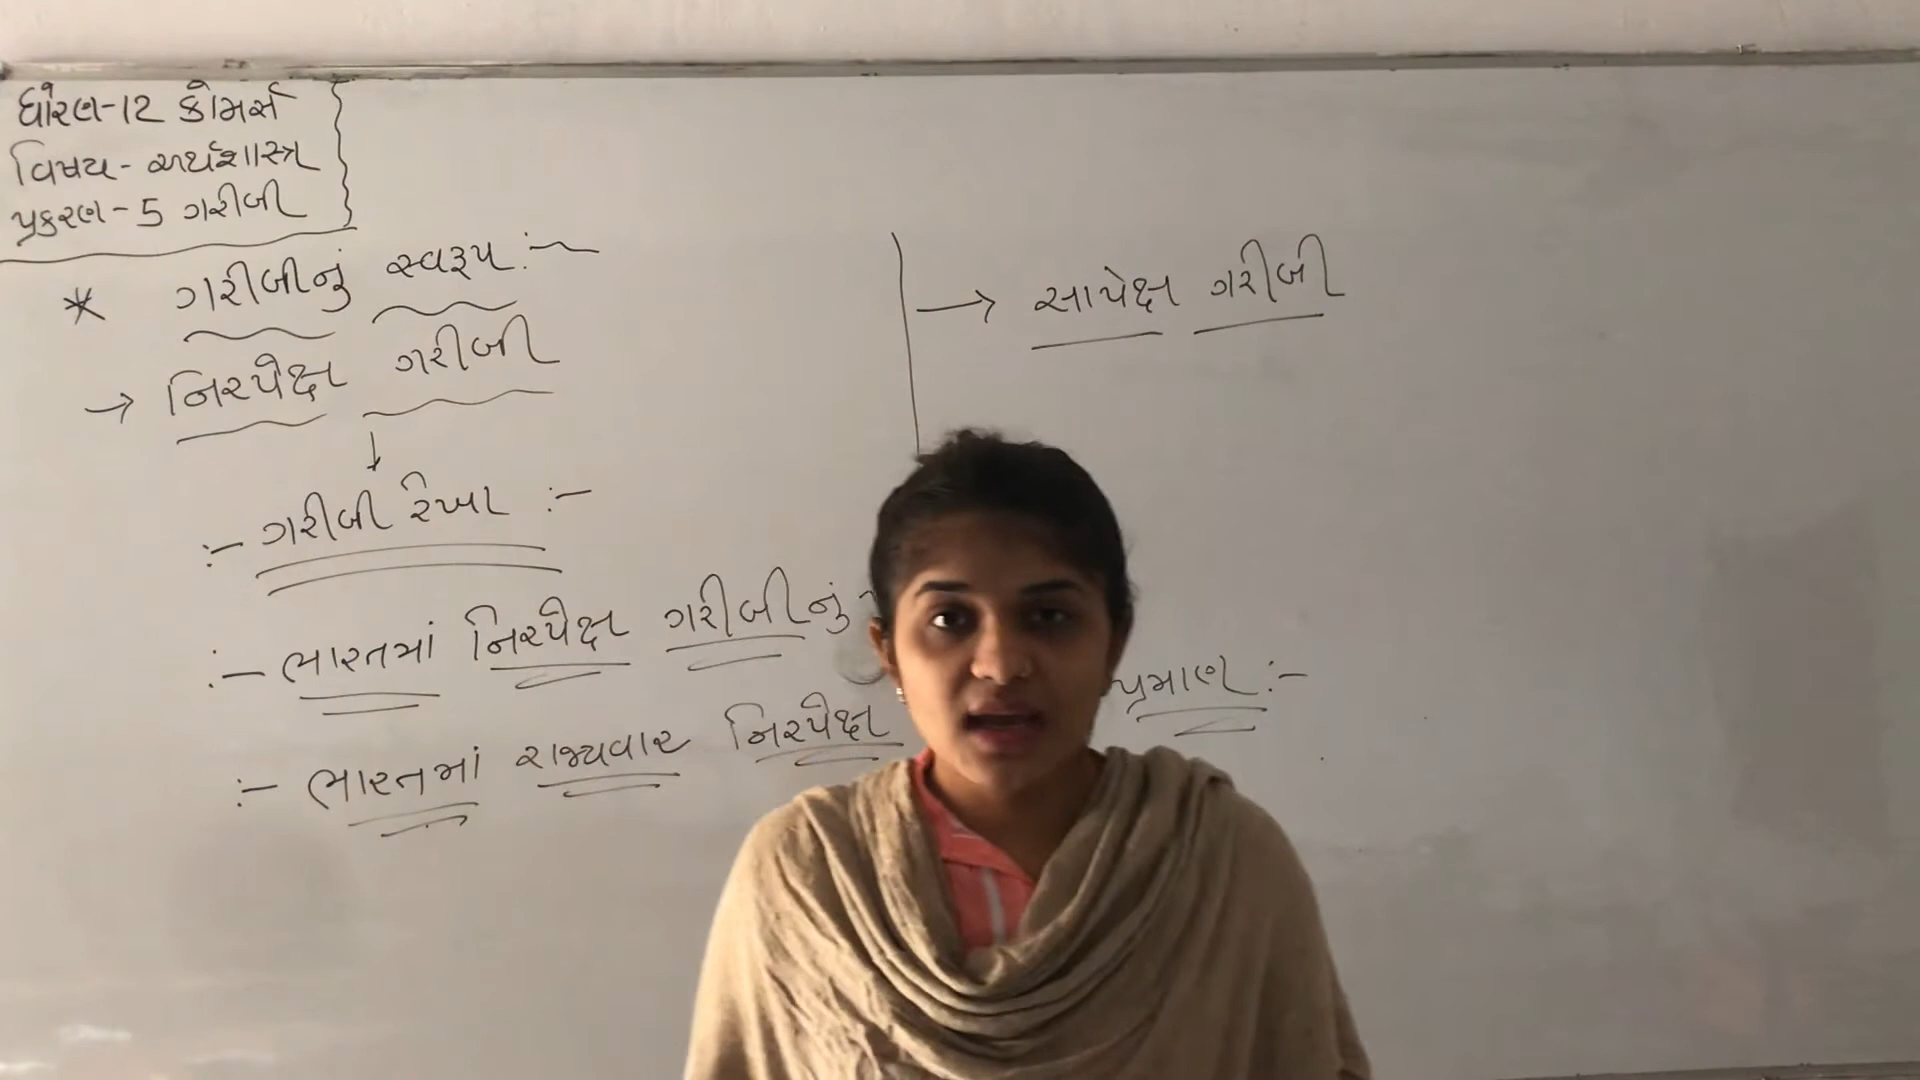 ધોરણ-12 કોમર્સ
વિષય - અર્થશાસ્ત્ર
પ્રકરણ - 5 ગરીબી
* ગરીબીનું સ્વરૂપ :-
→ નિરપેક્ષ ગરીબી
↓
:- ગરીબી રેખા :-
:- ભારતમાં નિરપેક્ષ ગરીબીનું
:- ભારતમાં રાજ્યવાર નિરપેક્ષ પ્રમાણ :-
→ સાપેક્ષ ગરીબી